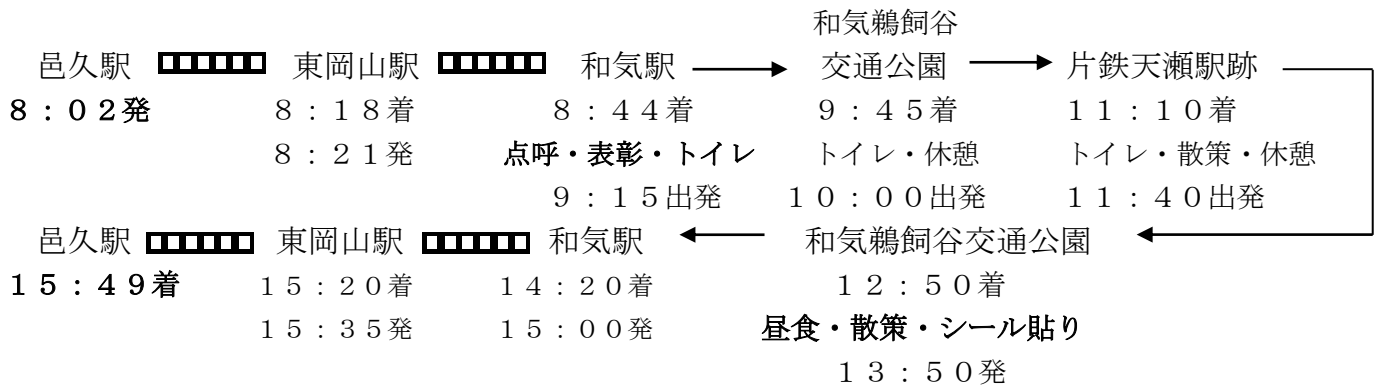 和気鵜飼谷
邑久駅 東岡山駅 和気駅 交通公園 片鉄天瀬駅跡
８：０２発 ８：１８着 ８：４４着 ９：４５着 １１：１０着
８：２１発 点呼・表彰・トイレ トイレ・休憩 トイレ・散策・休憩
９：１５出発 １０：００出発 １１：４０出発
邑久駅 東岡山駅 和気駅 和気鵜飼谷交通公園
１５：４９着 １５：２０着 １４：２０着 １２：５０着
１５：３５発 １５：００発 昼食・散策・シール貼り
１３：５０発